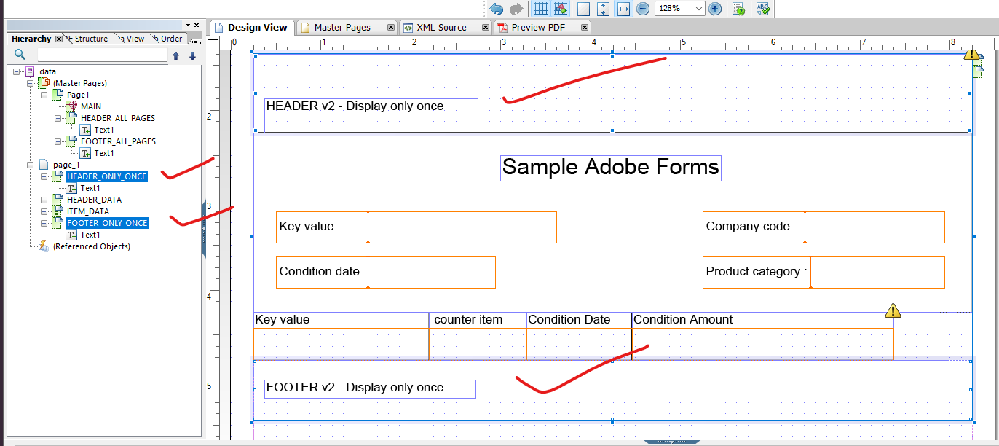 128%
ABC
Design View
Master Pages
XML Source
Preview PDF
Hierarchy
PF Structure
a View
b Order
0 1 2 3 4 5 6 7 8
data
(Master Pages)
Page1
MAIN
HEADER_ALL_PAGES
Text1
FOOTER_ALL_PAGES
Text1
page_1
HEADER_ONLY_ONCE
Text1
HEADER_DATA
ITEM_DATA
FOOTER_ONLY_ONCE
Text1
(Referenced Objects)
2
3
4
5
HEADER v2 - Display only once
Sample Adobe Forms
Key value
Company code :
Condition date
Product category :
Key value counter item Condition Date Condition Amount
FOOTER v2 - Display only once